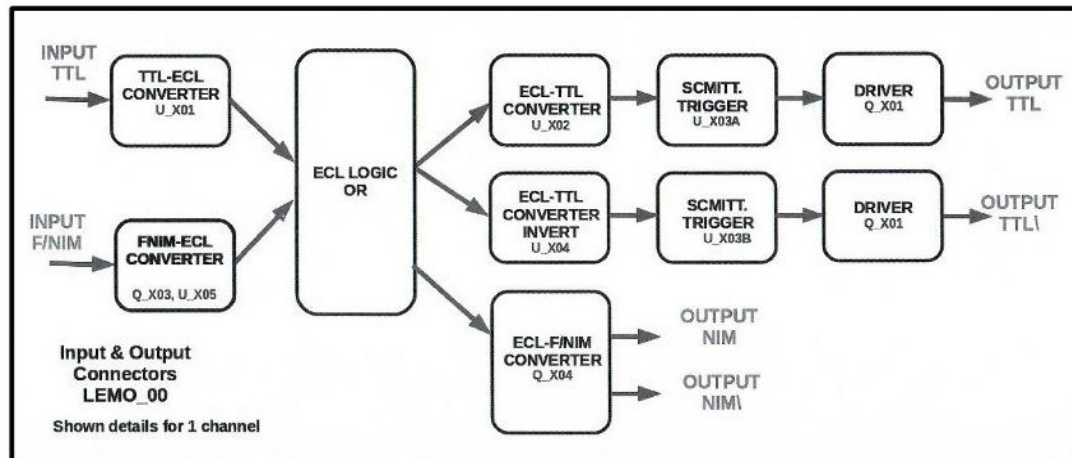 INPUT
TTL
TTL-ECL
CONVERTER
U_X01
INPUT
F/NIM
FNIM-ECL
CONVERTER
Q_X03, U_X05
ECL LOGIC
OR
ECL-TTL
CONVERTER
U_X02
SCMITT.
TRIGGER
U_X03A
DRIVER
Q_X01
OUTPUT
TTL
ECL-TTL
CONVERTER
INVERT
U_X04
SCMITT.
TRIGGER
U_X03B
DRIVER
Q_X01
OUTPUT
TTL\
ECL-F/NIM
CONVERTER
Q_X04
OUTPUT
NIM
OUTPUT
NIM\
Input & Output
Connectors
LEMO_00
Shown details for 1 channel